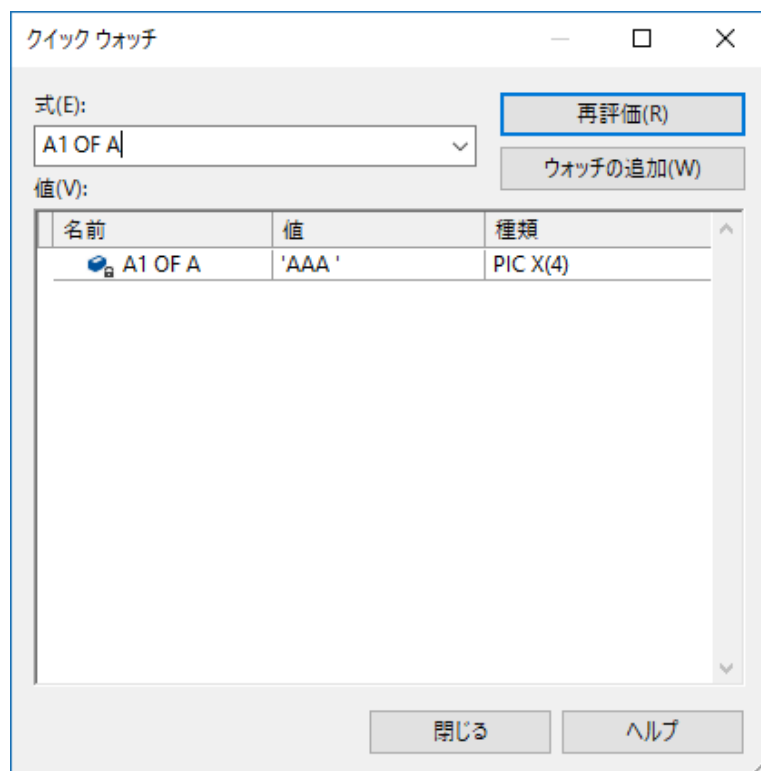 クイック ウォッチ
式(E):
再評価(R)
A1 OF A
ウォッチの追加(W)
値(V):
名前 値 種類
A1 OF A 'AAA ' PIC X(4)
閉じる ヘルプ